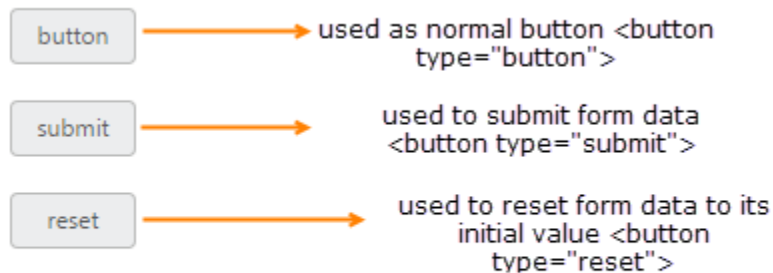 button
used as normal button <button
type="button">
submit
used to submit form data
<button type="submit">
reset
used to reset form data to its
initial value <button
type="reset">